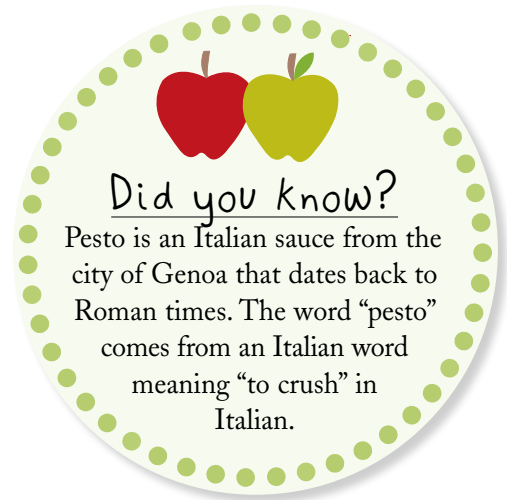 Did you know?
Pesto is an Italian sauce from the
city of Genoa that dates back to
Roman times. The word “pesto”
comes from an Italian word
meaning “to crush” in
Italian.